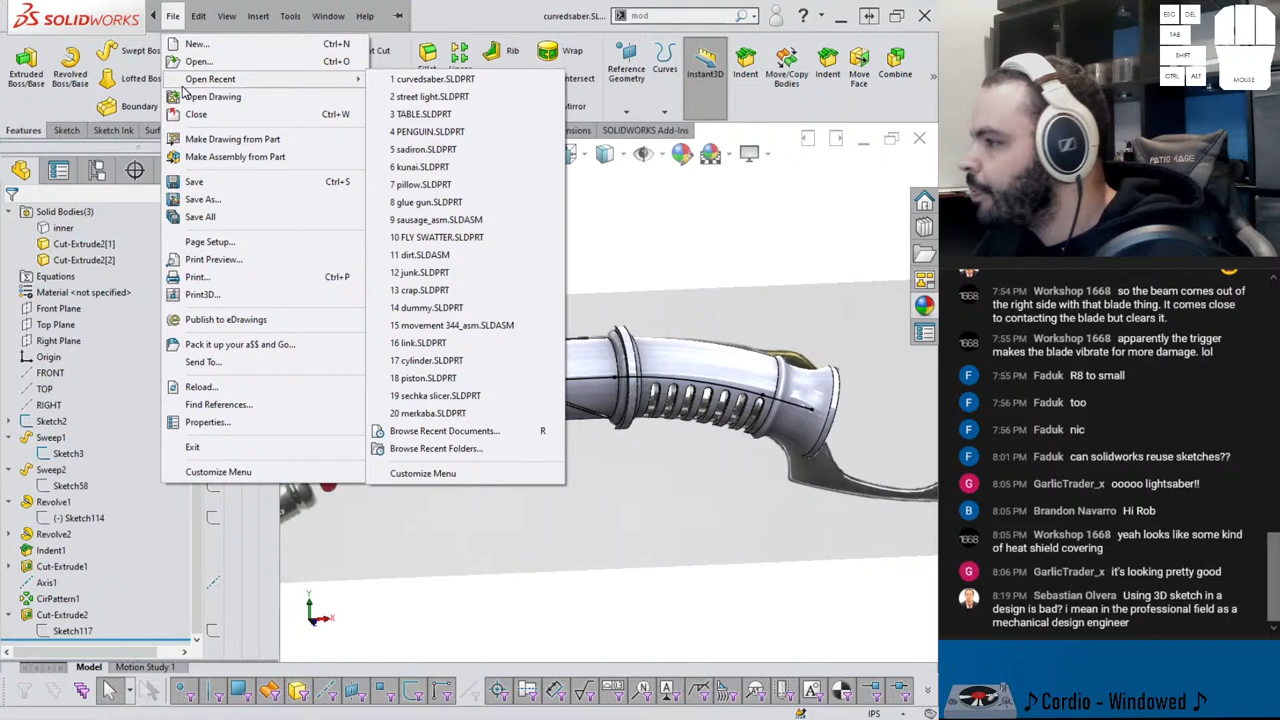 SOLIDWORKS
File
Edit
View
Insert
Tools
Window
Help
curvedsaber.SL...
mod
Extruded Boss/Base
Revolved Boss/Base
Swept Bos
Lofted Bos
Boundary
t Cut
Fillet
Rib
Wrap
ntersect
Mirror
Reference Geometry
Curves
Instant3D
Indent
Move/Copy Bodies
Indent
Move Face
Combine
Features
Sketch
Sketch Ink
Surf
ensions
SOLIDWORKS Add-Ins
New...
Ctrl+N
Open...
Ctrl+O
Open Recent
Open Drawing
Close
Ctrl+W
Make Drawing from Part
Make Assembly from Part
Save
Ctrl+S
Save As...
Save All
Page Setup...
Print Preview...
Print...
Ctrl+P
Print3D...
Publish to eDrawings
Pack it up your a$$ and Go...
Send To...
Reload...
Find References...
Properties...
Exit
Customize Menu
1 curvedsaber.SLDPRT
2 street light.SLDPRT
3 TABLE.SLDPRT
4 PENGUIN.SLDPRT
5 sadiron.SLDPRT
6 kunai.SLDPRT
7 pillow.SLDPRT
8 glue gun.SLDPRT
9 sausage_asm.SLDASM
10 FLY SWATTER.SLDPRT
11 dirt.SLDASM
12 junk.SLDPRT
13 crap.SLDPRT
14 dummy.SLDPRT
15 movement 344_asm.SLDASM
16 link.SLDPRT
17 cylinder.SLDPRT
18 piston.SLDPRT
19 sechka slicer.SLDPRT
20 merkaba.SLDPRT
Browse Recent Documents...
R
Browse Recent Folders...
Customize Menu
Solid Bodies(3)
inner
Cut-Extrude2[1]
Cut-Extrude2[2]
Equations
Material <not specified>
Front Plane
Top Plane
Right Plane
Origin
FRONT
TOP
RIGHT
Sketch2
Sweep1
Sketch3
Sweep2
Sketch58
Revolve1
(-) Sketch114
Revolve2
Indent1
Cut-Extrude1
Axis1
CirPattern1
Cut-Extrude2
Sketch117
Y
X
Model
Motion Study 1
IPS
ESC
DEL
TAB
SHIFT
CTRL
ALT
MOUSE
PATIO MAGE
7:54 PM Workshop 1668 so the beam comes out of
the right side with that blade thing. It comes close
to contacting the blade but clears it.
7:55 PM Workshop 1668 apparently the trigger
makes the blade vibrate for more damage. lol
7:55 PM Faduk R8 to small
7:56 PM Faduk too
7:56 PM Faduk nic
8:01 PM Faduk can solidworks reuse sketches??
8:05 PM GarlicTrader_x ooooo lightsaber!!
8:05 PM Brandon Navarro Hi Rob
8:05 PM Workshop 1668 yeah looks like some kind
of heat shield covering
8:06 PM GarlicTrader_x it's looking pretty good
8:19 PM Sebastian Olvera Using 3D sketch in a
design is bad? i mean in the professional field as a
mechanical design engineer
♪ Cordio - Windowed ♪